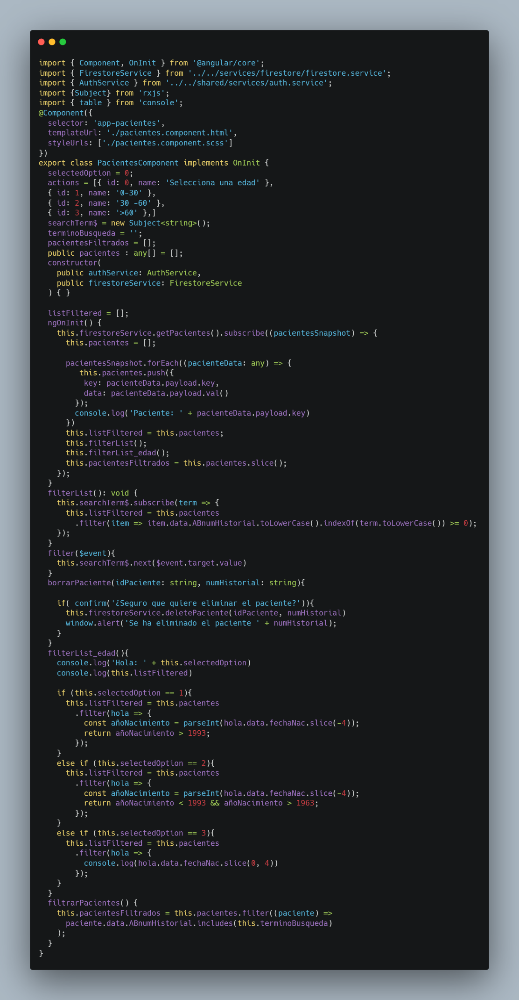 import { Component, OnInit } from '@angular/core';
import { FirestoreService } from '../../services/firestore/firestore.service';
import { AuthService } from '../../shared/services/auth.service';
import {Subject} from 'rxjs';
import { table } from 'console';
@Component({
  selector: 'app-pacientes',
  templateUrl: './pacientes.component.html',
  styleUrls: ['./pacientes.component.scss']
})
export class PacientesComponent implements OnInit {
  selectedOption = 0;
  actions = [{ id: 0, name: 'Selecciona una edad' },
  { id: 1, name: '0-30' },
  { id: 2, name: '30 -60' },
  { id: 3, name: '>60' },]
  searchTerm$ = new Subject<string>();
  terminoBusqueda = '';
  pacientesFiltrados = [];
  public pacientes : any[] = [];
  constructor(
    public authService: AuthService,
    public firestoreService: FirestoreService
  ) { }

  listFiltered = [];
  ngOnInit() {
    this.firestoreService.getPacientes().subscribe((pacientesSnapshot) => {
      this.pacientes = [];

      pacientesSnapshot.forEach((pacienteData: any) => {
         this.pacientes.push({
          key: pacienteData.payload.key,
          data: pacienteData.payload.val()
        });
        console.log('Paciente: ' + pacienteData.payload.key)
      })
      this.listFiltered = this.pacientes;
      this.filterList();
      this.filterList_edad();
      this.pacientesFiltrados = this.pacientes.slice();
    });
  }
  filterList(): void {
    this.searchTerm$.subscribe(term => {
      this.listFiltered = this.pacientes
        .filter(item => item.data.ABnumHistorial.toLowerCase().indexOf(term.toLowerCase()) >= 0);
    });
  }
  filter($event){
    this.searchTerm$.next($event.target.value)
  }
  borrarPaciente(idPaciente: string, numHistorial: string){

    if( confirm('¿Seguro que quiere eliminar el paciente?')){
      this.firestoreService.deletePaciente(idPaciente, numHistorial)
      window.alert('Se ha eliminado el paciente ' + numHistorial);
    }
  }
  filterList_edad(){
    console.log('Hola: ' + this.selectedOption)
    console.log(this.listFiltered)

    if (this.selectedOption == 1){
      this.listFiltered = this.pacientes
        .filter(hola => {
          const añoNacimiento = parseInt(hola.data.fechaNac.slice(-4));
          return añoNacimiento > 1993;
        });
    }
    else if (this.selectedOption == 2){
      this.listFiltered = this.pacientes
        .filter(hola => {
          const añoNacimiento = parseInt(hola.data.fechaNac.slice(-4));
          return añoNacimiento < 1993 && añoNacimiento > 1963;
        });
    }
    else if (this.selectedOption == 3){
      this.listFiltered = this.pacientes
        .filter(hola => {
          console.log(hola.data.fechaNac.slice(0, 4))
        });
    }
  }
  filtrarPacientes() {
    this.pacientesFiltrados = this.pacientes.filter((paciente) =>
      paciente.data.ABnumHistorial.includes(this.terminoBusqueda)
    );
  }
}